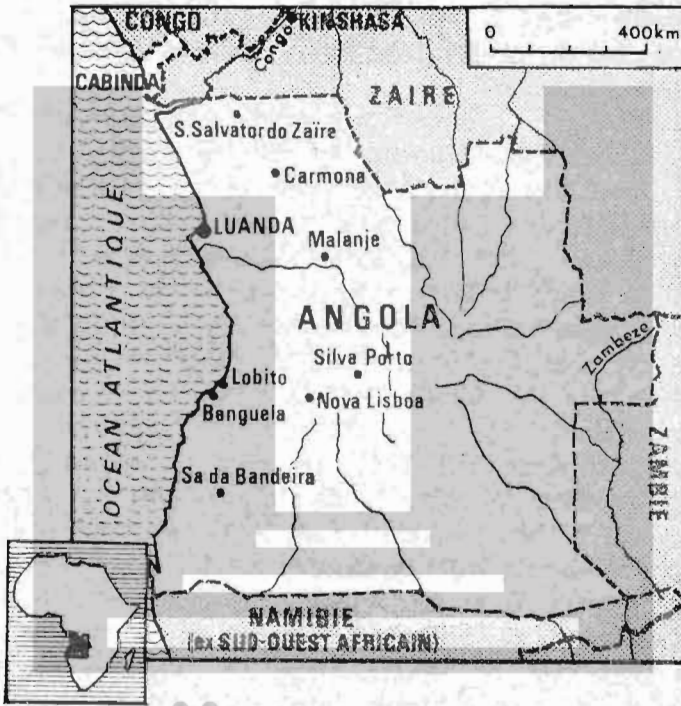 CONGO
KINSHASA
Congo
0 400km
CABINDA
ZAIRE
S.Salvator do Zaïre
Carmona
LUANDA
Malanje
ANGOLA
Silva Porto
Zambeze
Lobito
Benguela
Nova Lisboa
Sa da Bandeira
OCEAN ATLANTIQUE
ZAMBIE
NAMIBIE
(ex SUD-OUEST AFRICAIN)